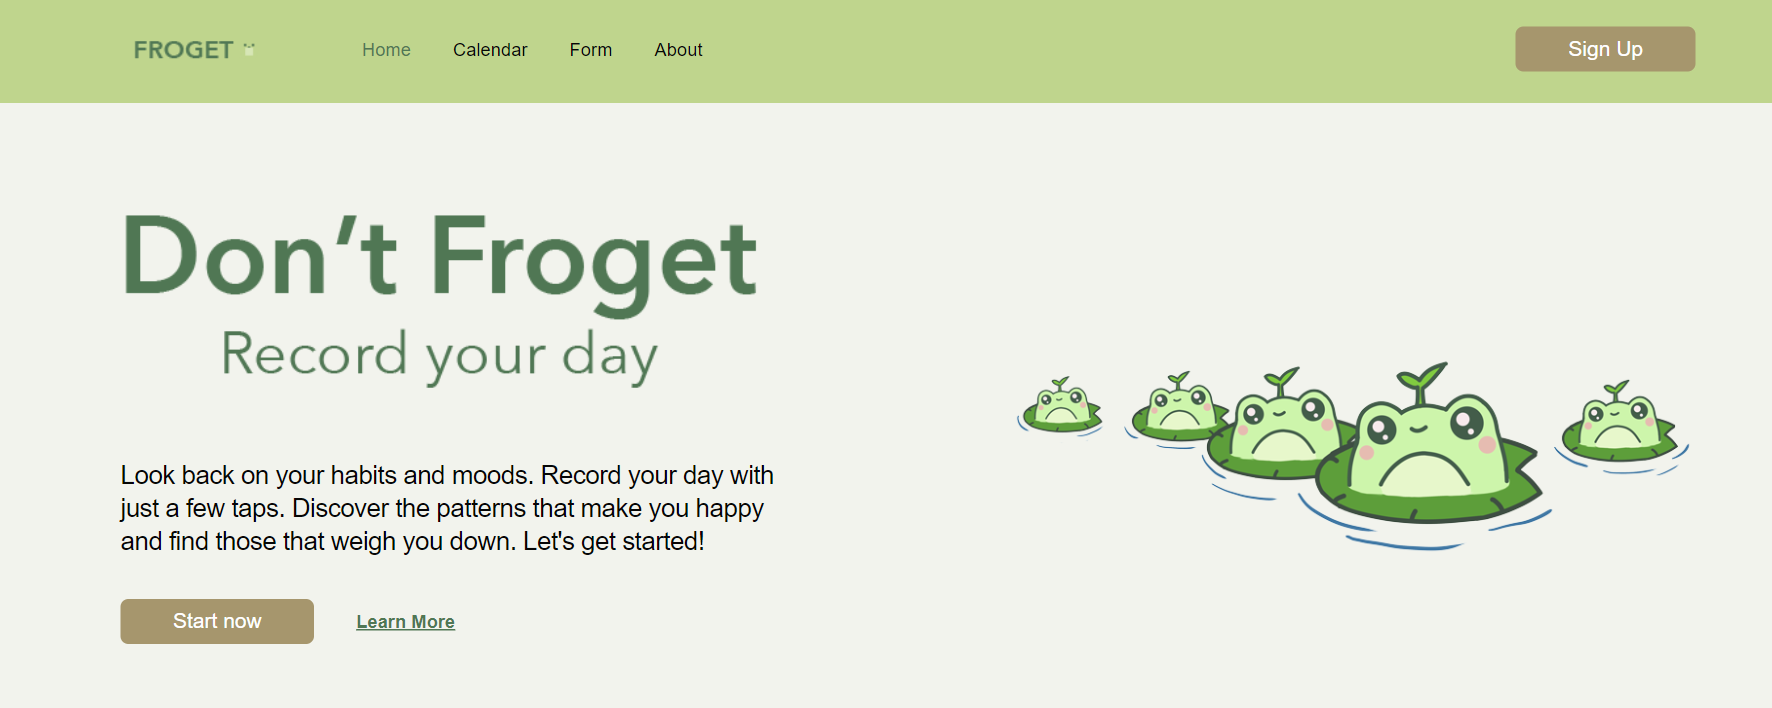 FROGET
Home
Calendar
Form
About
Sign Up
Don’t Froget
Record your day
Look back on your habits and moods. Record your day with
just a few taps. Discover the patterns that make you happy
and find those that weigh you down. Let's get started!
Start now
Learn More